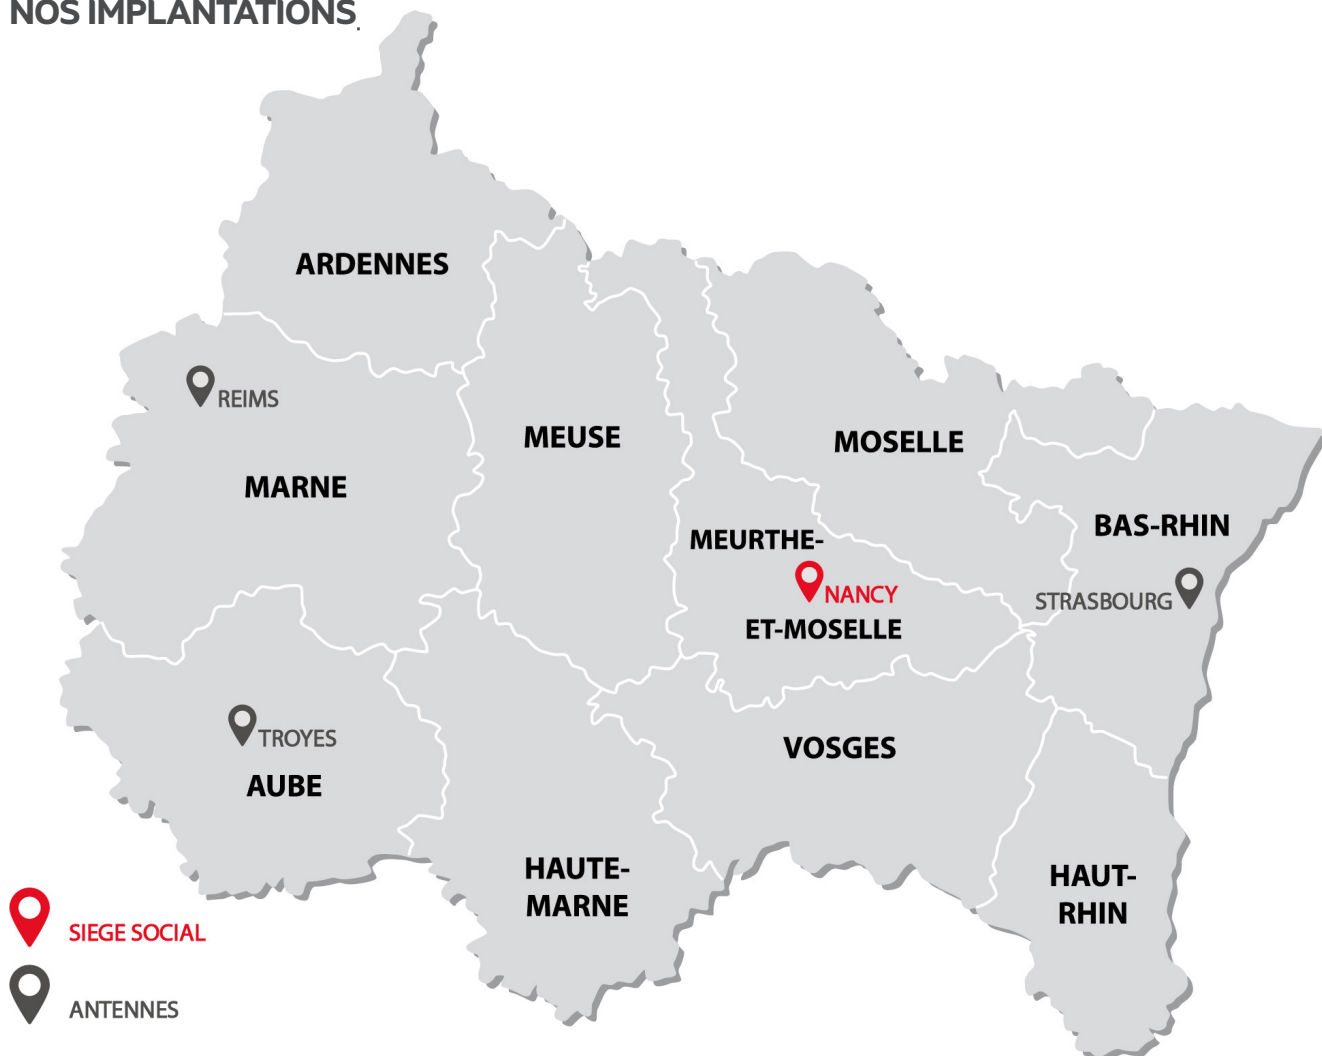 NOS IMPLANTATIONS.
ARDENNES
REIMS
MEUSE
MOSELLE
MARNE
BAS-RHIN
MEURTHE-
NANCY
STRASBOURG
ET-MOSELLE
TROYES
VOSGES
AUBE
HAUTE-
MARNE
HAUT-
RHIN
SIEGE SOCIAL
ANTENNES